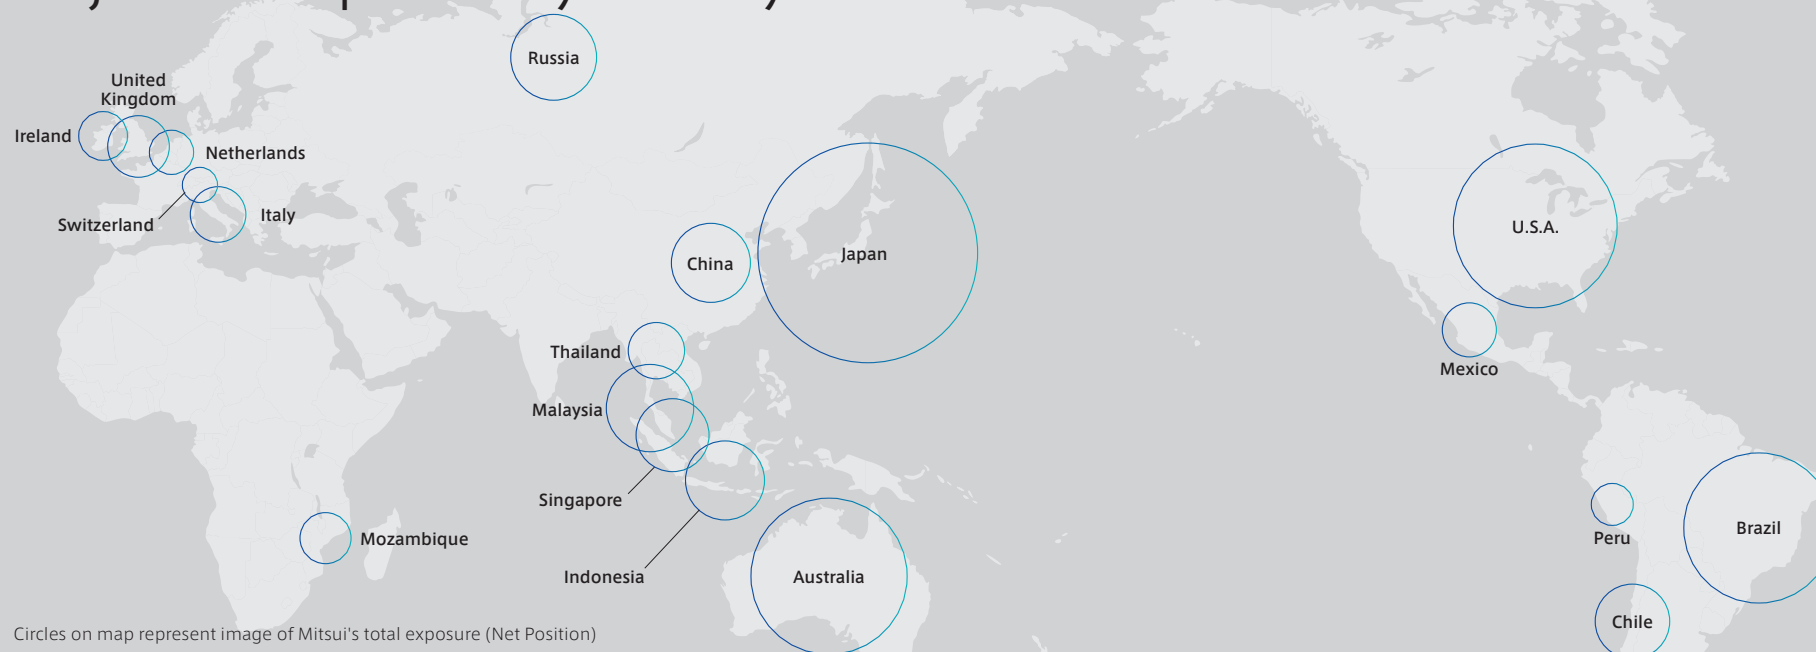 Russia
United
Kingdom
Ireland
Netherlands
Switzerland
Italy
China
Japan
U.S.A.
Thailand
Mexico
Malaysia
Singapore
Mozambique
Peru
Brazil
Indonesia
Australia
Chile
Circles on map represent image of Mitsui's total exposure (Net Position)